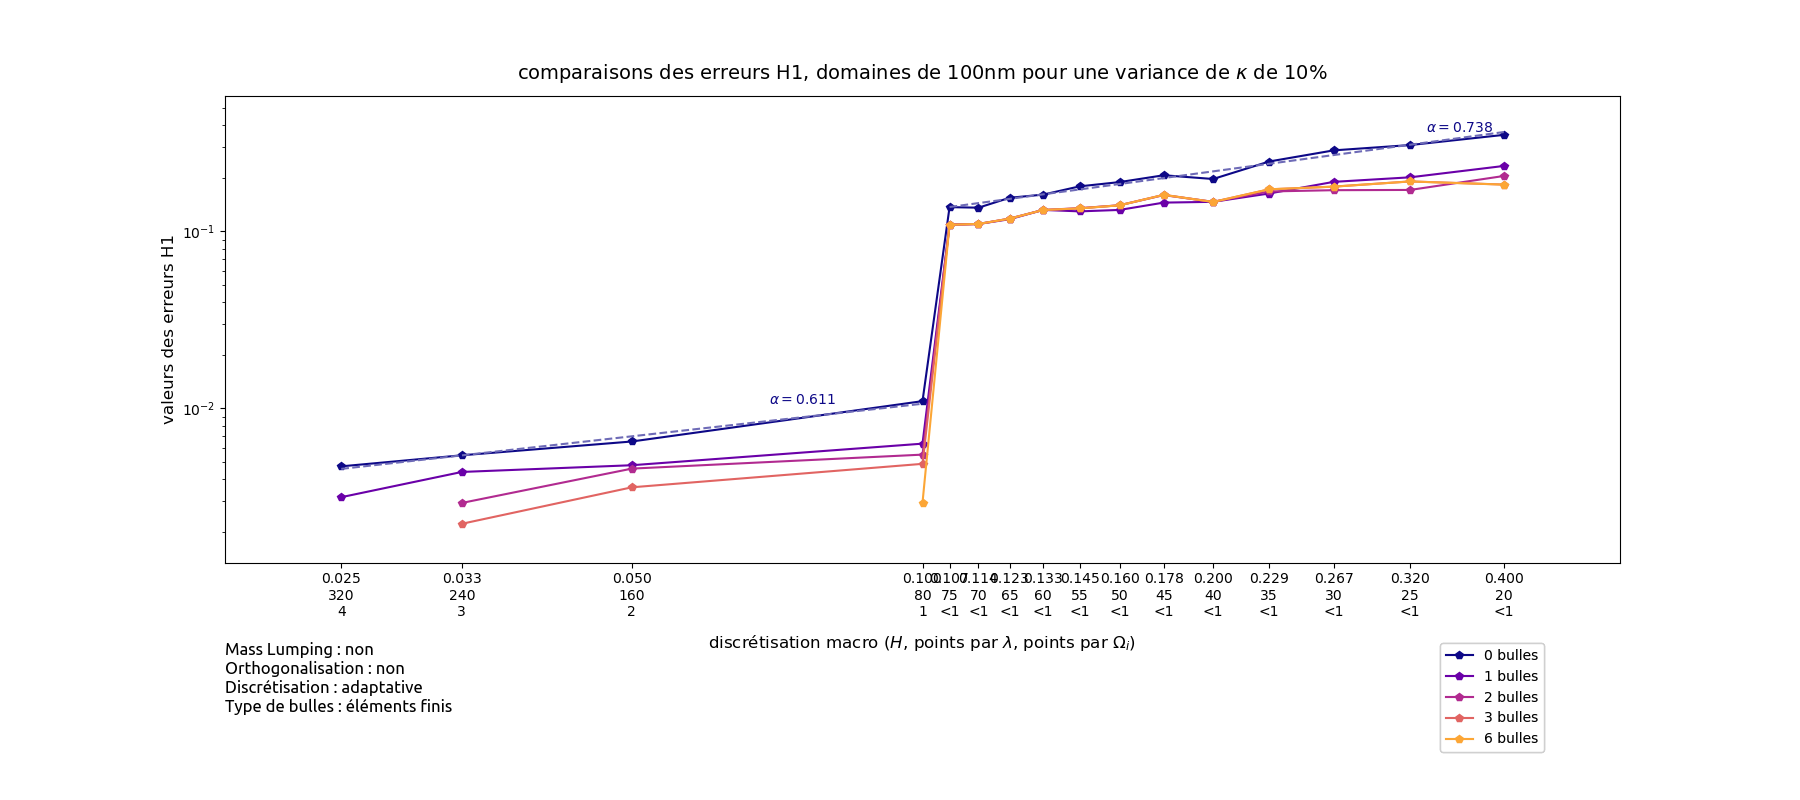 comparaisons des erreurs H1, domaines de 100nm pour une variance de κ de 10%
valeurs des erreurs H1
10⁻¹
10⁻²
α = 0.738
α = 0.611
0.025 0.033 0.050 0.100 0.107 0.114 0.123 0.133 0.145 0.160 0.178 0.200 0.229 0.267 0.320 0.400
320 240 160 80 75 70 65 60 55 50 45 40 35 30 25 20
4 3 2 1 <1 <1 <1 <1 <1 <1 <1 <1 <1 <1 <1 <1
discrétisation macro (H, points par λ, points par Ωᵢ)
Mass Lumping : non
Orthogonalisation : non
Discrétisation : adaptative
Type de bulles : éléments finis
0 bulles
1 bulles
2 bulles
3 bulles
6 bulles